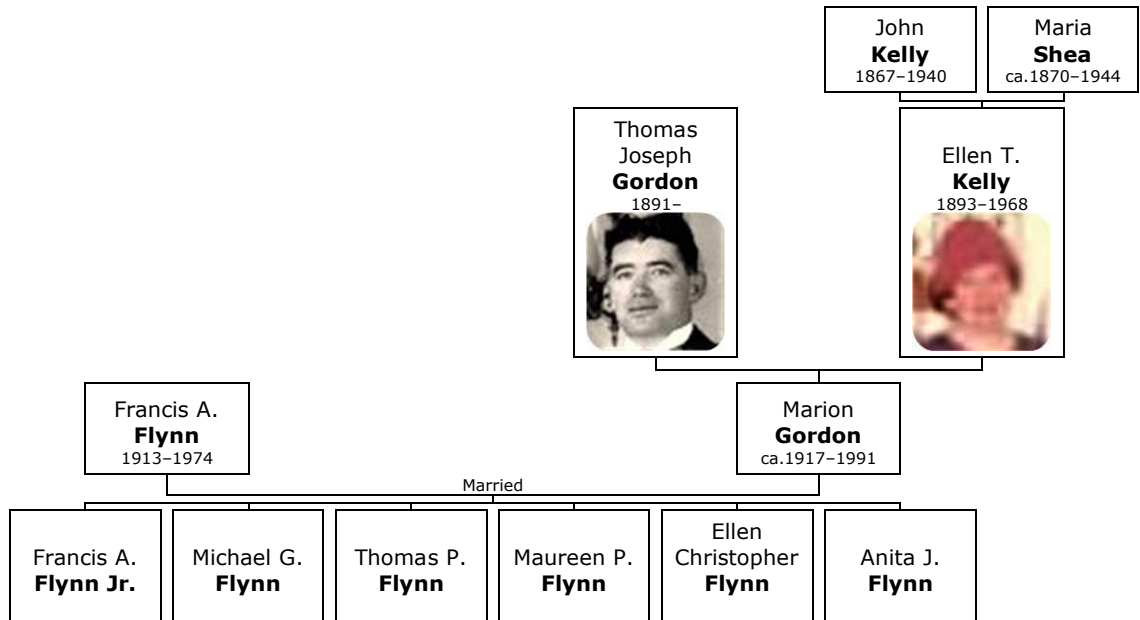 John
Kelly
1867–1940
Maria
Shea
ca.1870–1944
Thomas
Joseph
Gordon
1891–
Ellen T.
Kelly
1893–1968
Francis A.
Flynn
1913–1974
Marion
Gordon
ca.1917–1991
Married
Francis A.
Flynn Jr.
Michael G.
Flynn
Thomas P.
Flynn
Maureen P.
Flynn
Ellen
Christopher
Flynn
Anita J.
Flynn